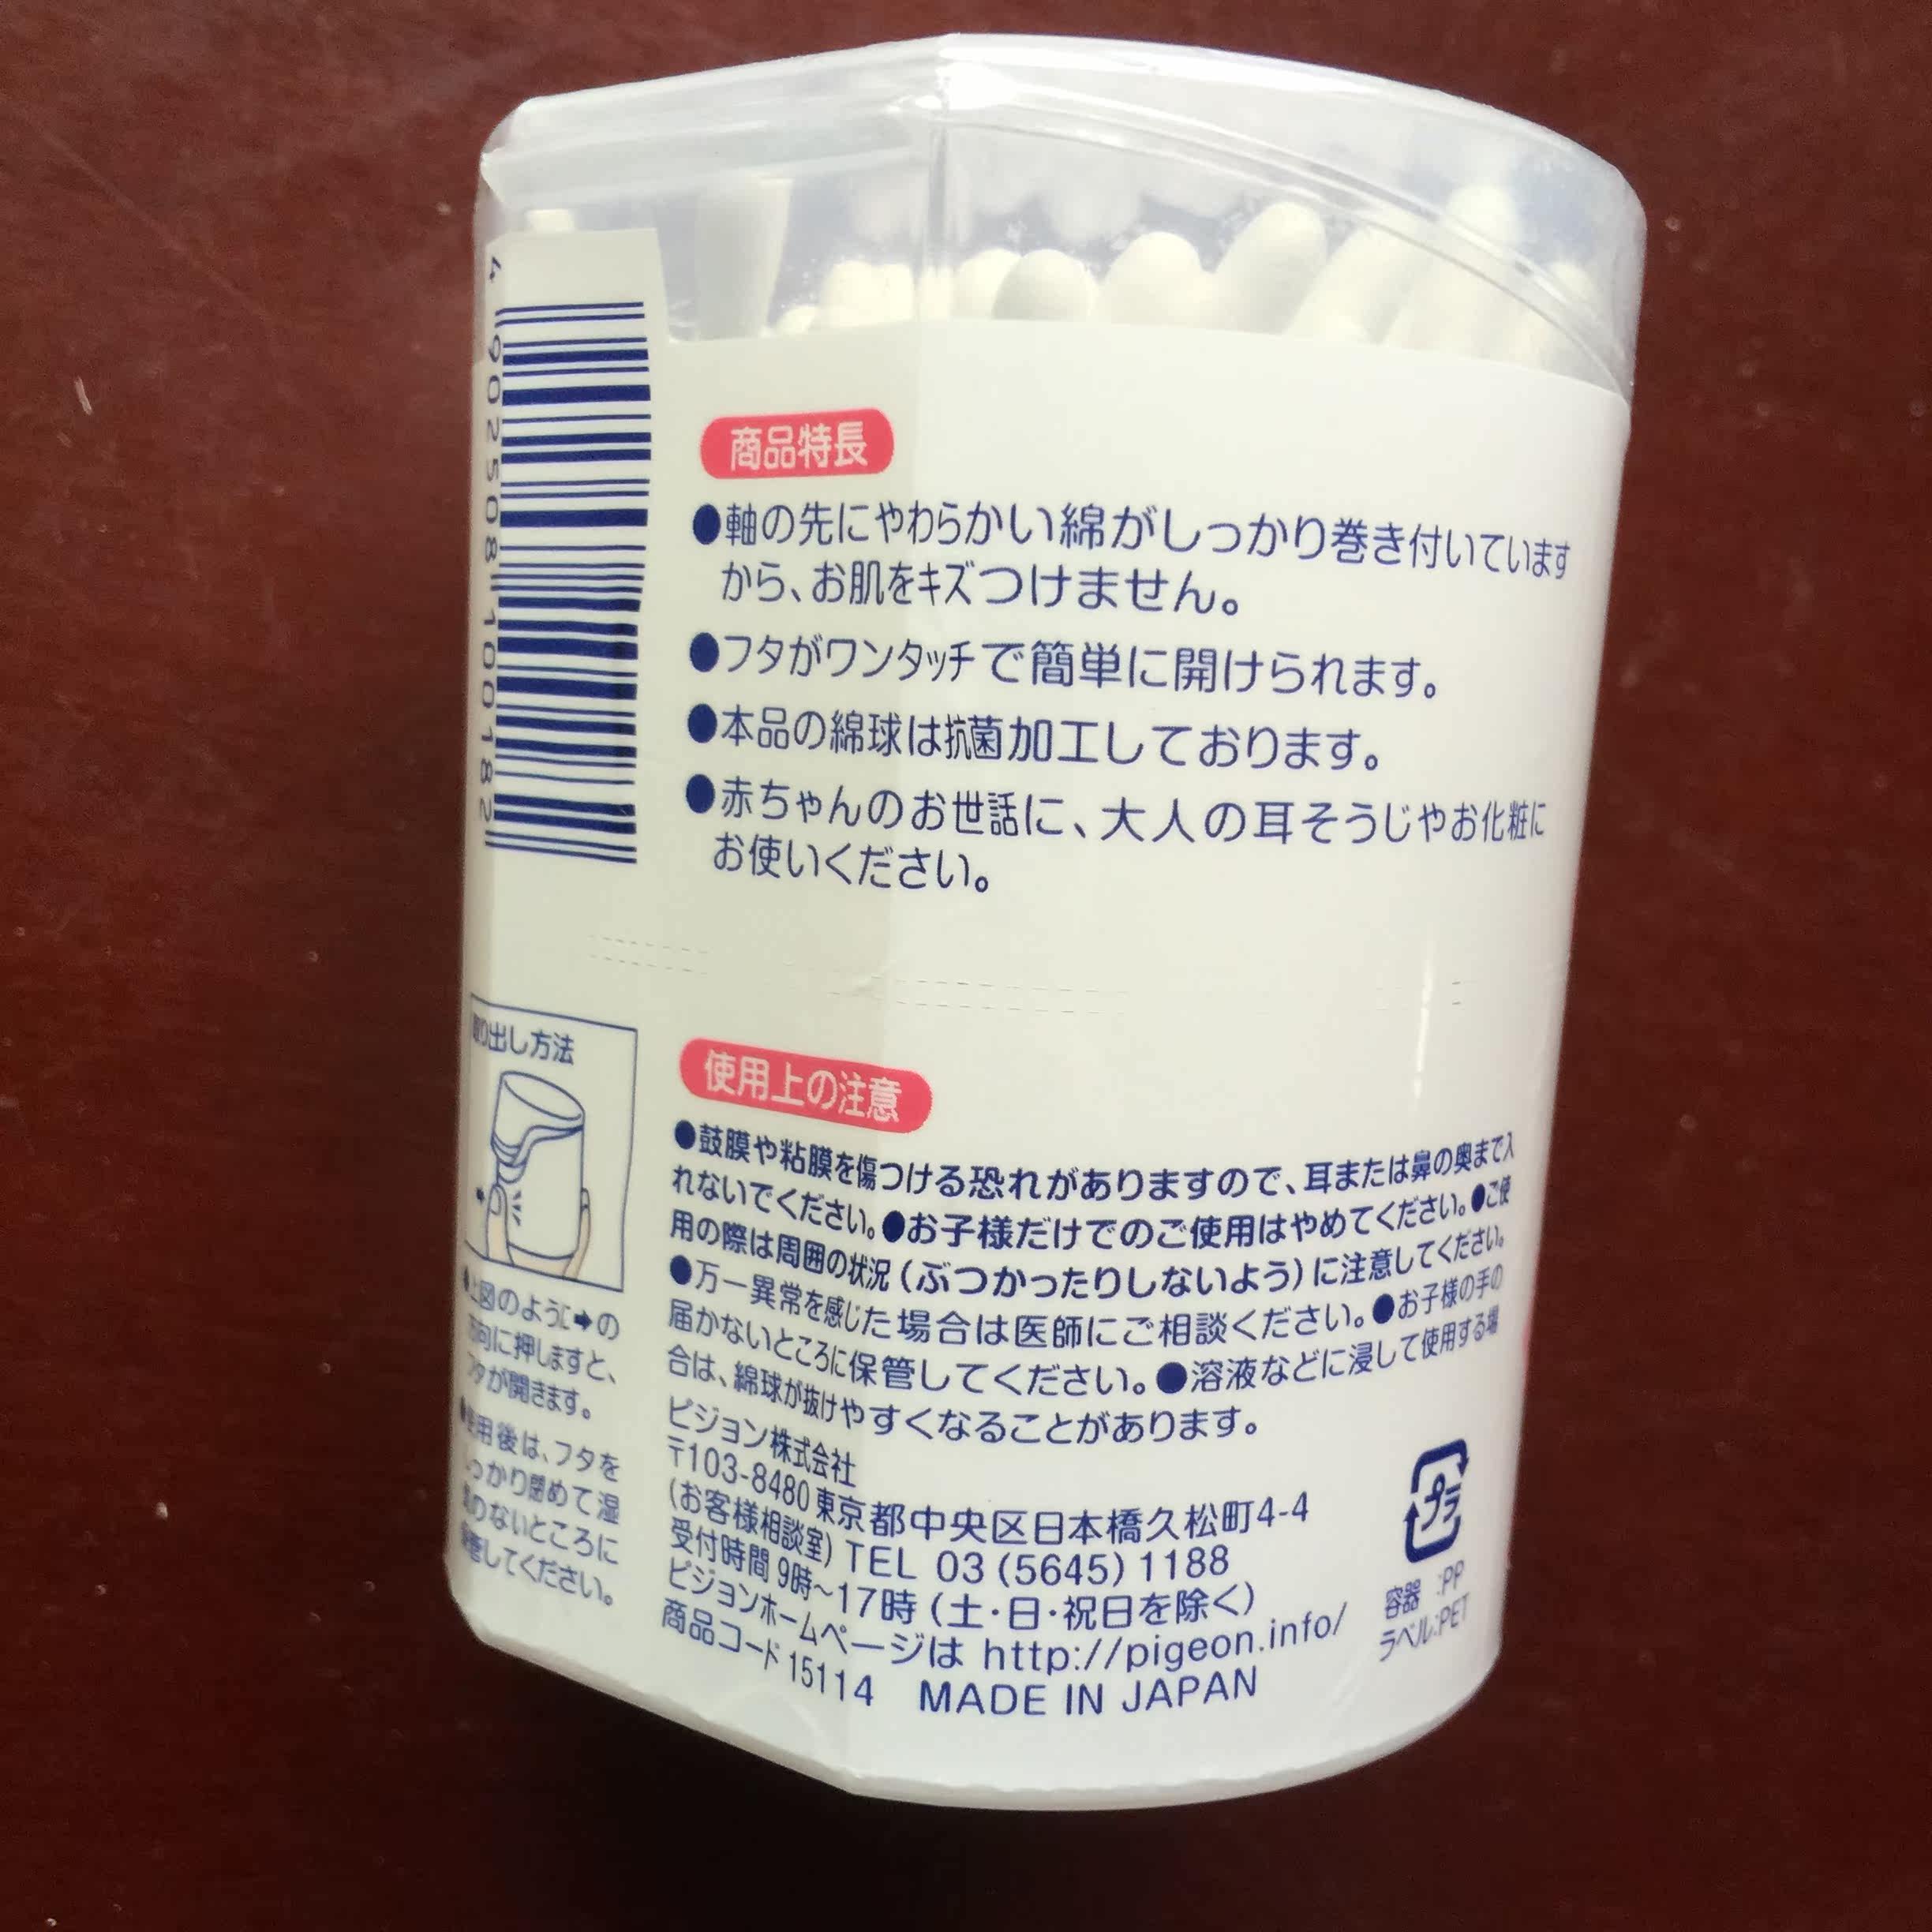 4902508100182
商品特長
●軸の先にやわらかい綿がしっかり巻き付いています
から、お肌をキズつけません。
●フタがワンタッチで簡単に開けられます。
●本品の綿球は抗菌加工しております。
●赤ちゃんのお世話に、大人の耳そうじやお化粧に
お使いください。
取り出し方法
●上図のように➡の
方向に押しますと、
フタが開きます。
●使用後は、フタを
しっかり閉めて湿
気のないところに
保管してください。
使用上の注意
●鼓膜や粘膜を傷つける恐れがありますので、耳または鼻の奥まで入
れないでください。●お子様だけでのご使用はやめてください。●ご使
用の際は周囲の状況（ぶつかったりしないよう）に注意してください。
●万一異常を感じた場合は医師にご相談ください。●お子様の手の
届かないところに保管してください。●溶液などに浸して使用する場
合は、綿球が抜けやすくなることがあります。
ピジョン株式会社
〒103-8480 東京都中央区日本橋久松町4-4
(お客様相談室) TEL 03 (5645) 1188
受付時間 9時～17時 (土・日・祝日を除く)
ピジョンホームページは http://pigeon.info/
商品コード 15114 MADE IN JAPAN
プラ
容器 :PP
ラベル:PET